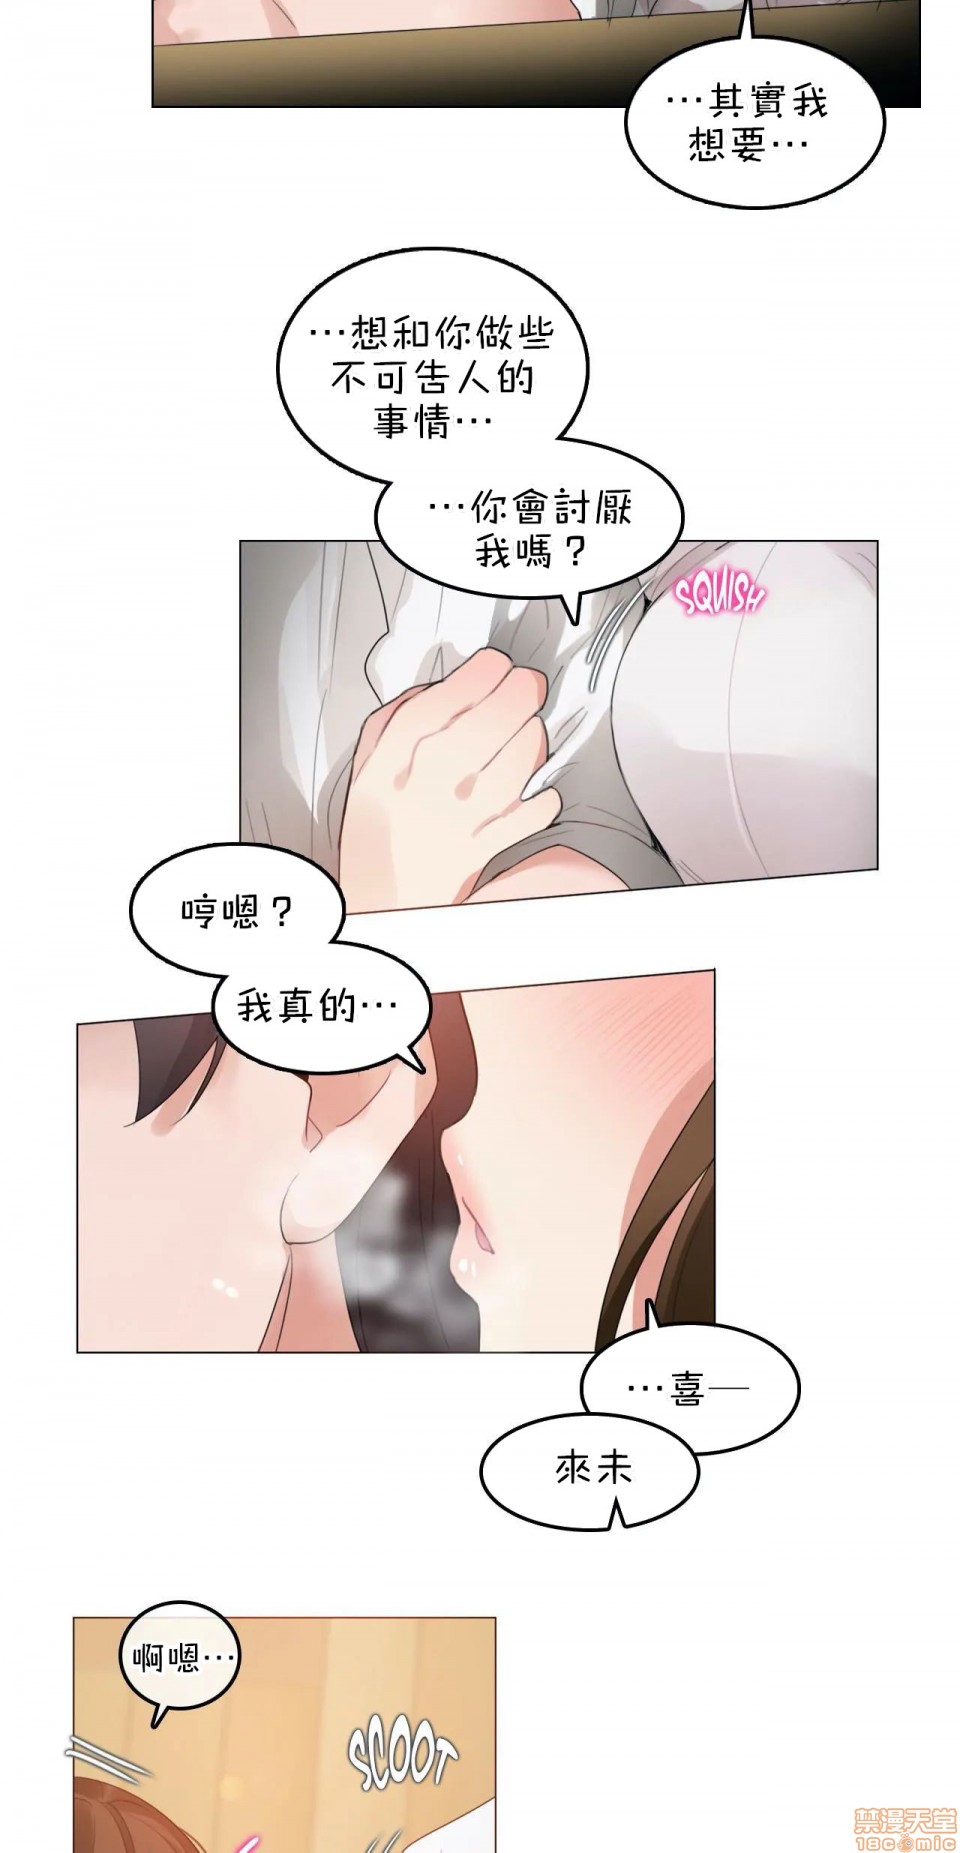 …其實我
想要…
…想和你做些
不可告人的
事情…
…你會討厭
我嗎？
SQUISH
哼嗯？
我真的…
…喜—
來未
啊嗯…
SCOOT
禁漫天堂
18comic